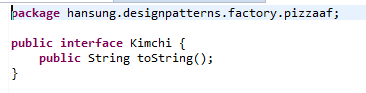 package hansung.designpatterns.factory.pizzaaf;
public interface Kimchi {
public String toString();
}